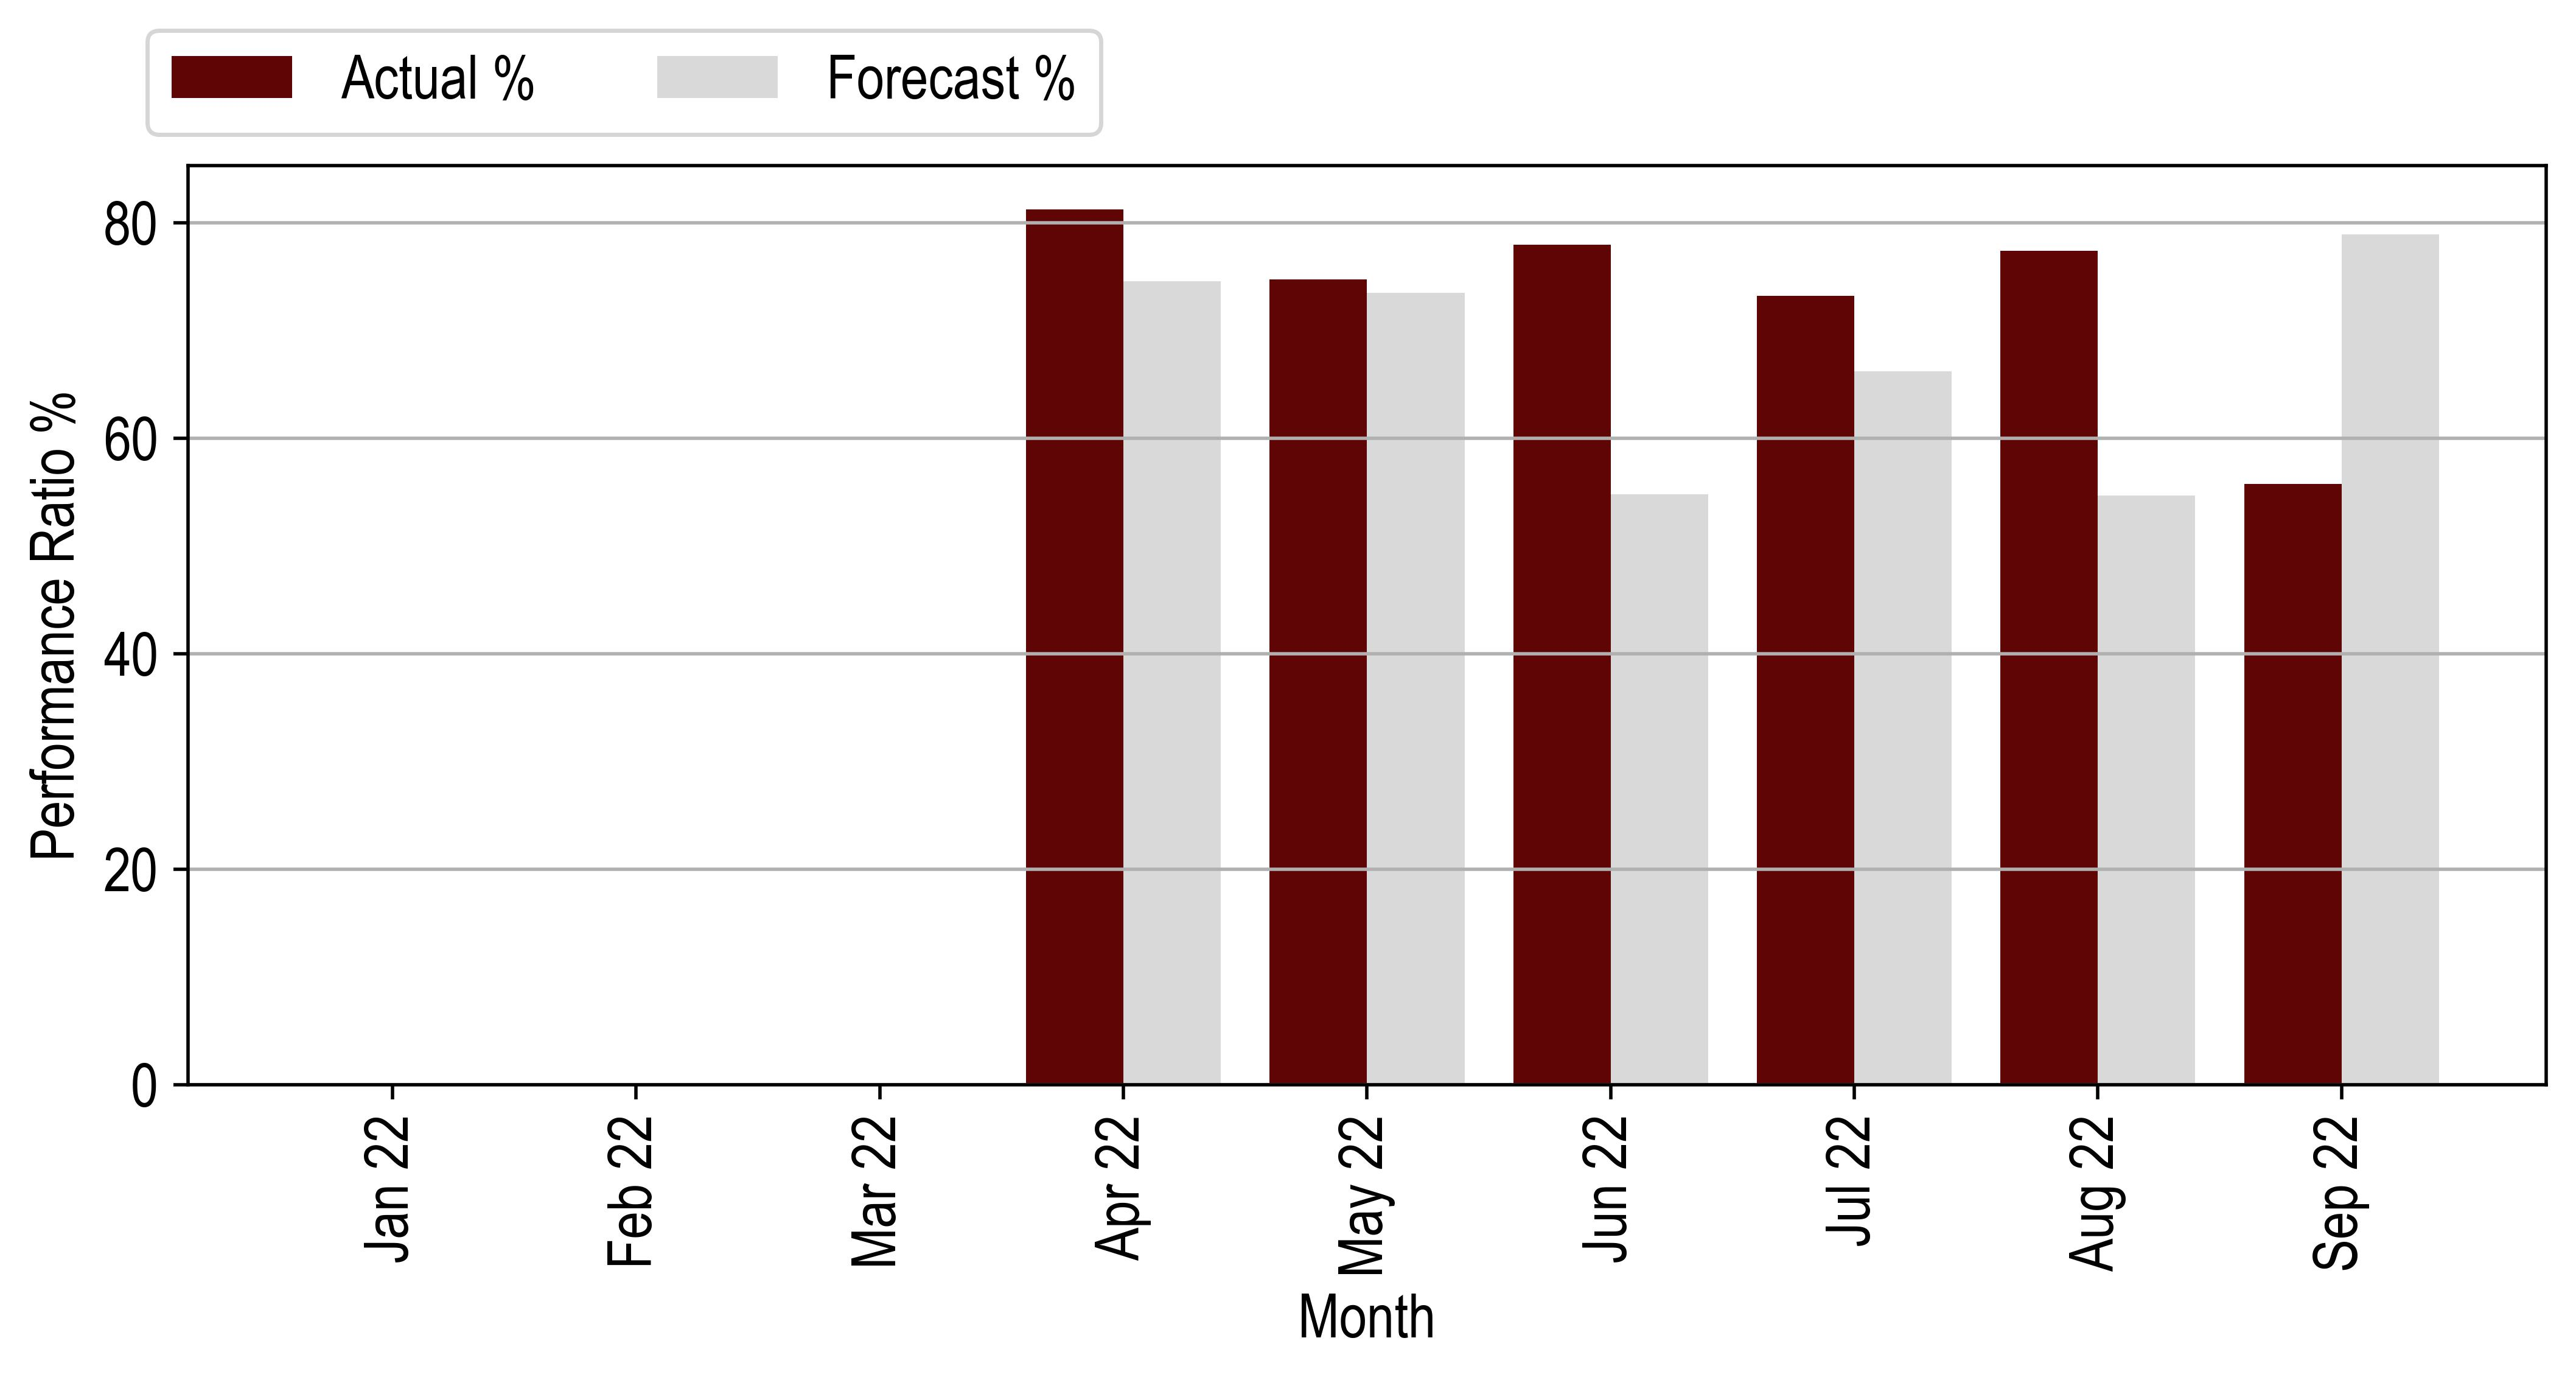 Actual % Forecast %
Performance Ratio %
80
60
40
20
0
Jan 22 Feb 22 Mar 22 Apr 22 May 22 Jun 22 Jul 22 Aug 22 Sep 22
Month